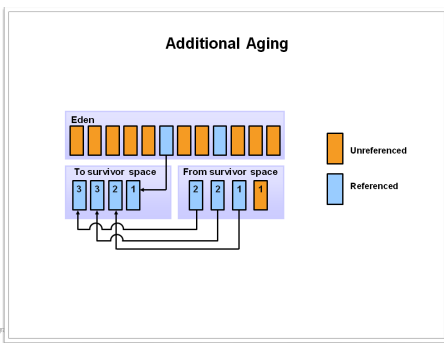 Additional Aging
Eden
To survivor space
From survivor space
3 3 2 1
2 2 1 1
Unreferenced
Referenced